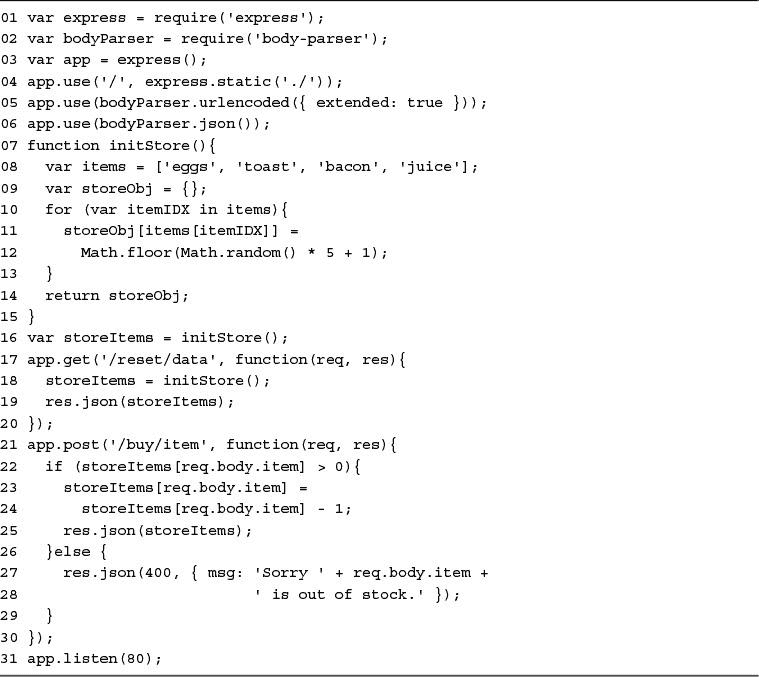 01 var express = require('express');
02 var bodyParser = require('body-parser');
03 var app = express();
04 app.use('/', express.static('./'));
05 app.use(bodyParser.urlencoded({ extended: true }));
06 app.use(bodyParser.json());
07 function initStore(){
08   var items = ['eggs', 'toast', 'bacon', 'juice'];
09   var storeObj = {};
10   for (var itemIDX in items){
11     storeObj[items[itemIDX]] =
12       Math.floor(Math.random() * 5 + 1);
13   }
14   return storeObj;
15 }
16 var storeItems = initStore();
17 app.get('/reset/data', function(req, res){
18   storeItems = initStore();
19   res.json(storeItems);
20 });
21 app.post('/buy/item', function(req, res){
22   if (storeItems[req.body.item] > 0){
23     storeItems[req.body.item] =
24       storeItems[req.body.item] - 1;
25     res.json(storeItems);
26   }else {
27     res.json(400, { msg: 'Sorry ' + req.body.item +
28                          ' is out of stock.' });
29   }
30 });
31 app.listen(80);